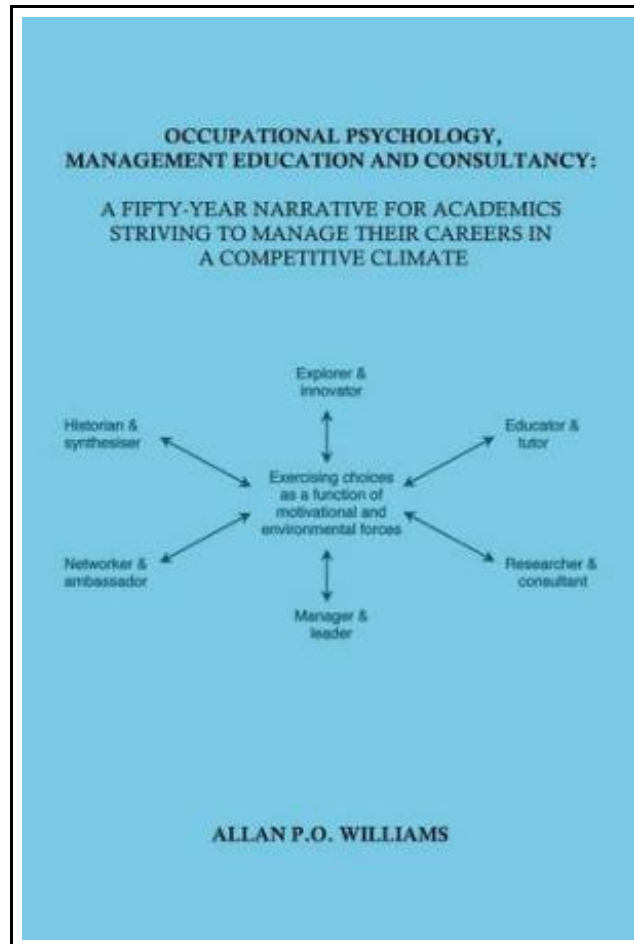 OCCUPATIONAL PSYCHOLOGY,
MANAGEMENT EDUCATION AND CONSULTANCY:
A FIFTY-YEAR NARRATIVE FOR ACADEMICS
STRIVING TO MANAGE THEIR CAREERS IN
A COMPETITIVE CLIMATE
Explorer &
innovator
Historian &
synthesiser
Educator &
tutor
Exercising choices
as a function of
motivational and
environmental forces
Networker &
ambassador
Researcher &
consultant
Manager &
leader
ALLAN P.O. WILLIAMS